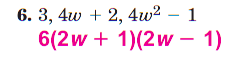 6. 3, 4w + 2, 4w² − 1
6(2w + 1)(2w − 1)